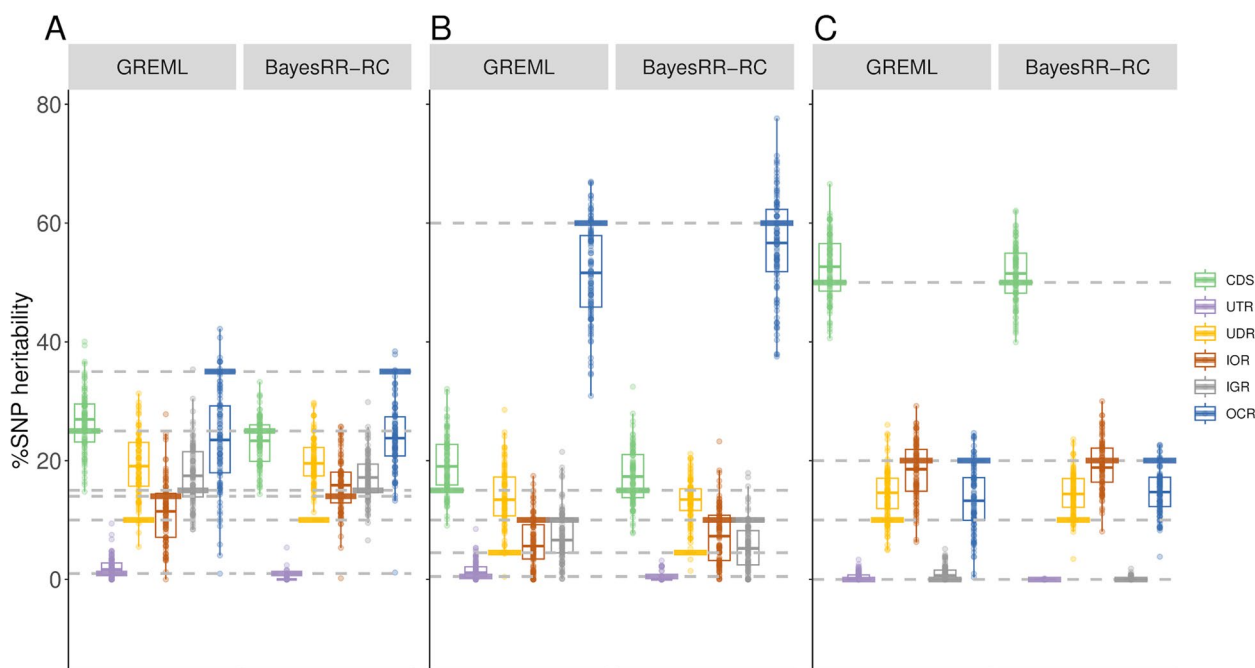 A B C
GREML BayesRR−RC GREML BayesRR−RC GREML BayesRR−RC
80
60
40
20
0
%SNP heritability
CDS
UTR
UDR
IOR
IGR
OCR